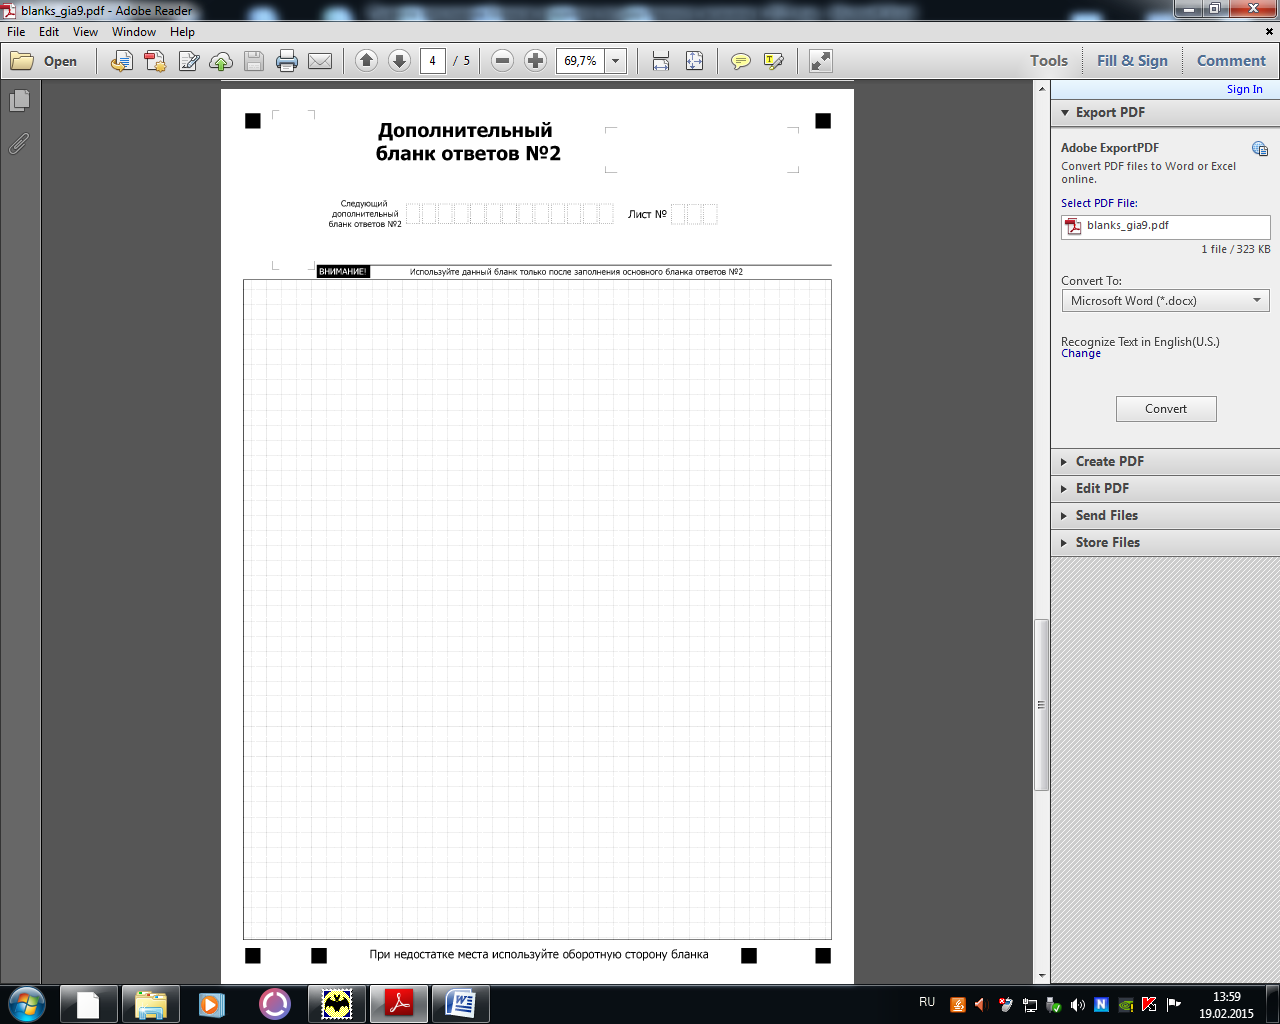 blanks_gia9.pdf - Adobe Reader
File Edit View Window Help
Open 4 / 5 69,7% Tools Fill & Sign Comment
Sign In
Export PDF
Adobe ExportPDF
Convert PDF files to Word or Excel
online.
Select PDF File:
blanks_gia9.pdf
1 file / 323 KB
Convert To:
Microsoft Word (*.docx)
Recognize Text in English(U.S.)
Change
Convert
Create PDF
Edit PDF
Send Files
Store Files
Дополнительный
бланк ответов №2
Следующий
дополнительный
бланк ответов №2
Лист №
ВНИМАНИЕ! Используйте данный бланк только после заполнения основного бланка ответов №2
При недостатке места используйте оборотную сторону бланка
RU
13:59
19.02.2015